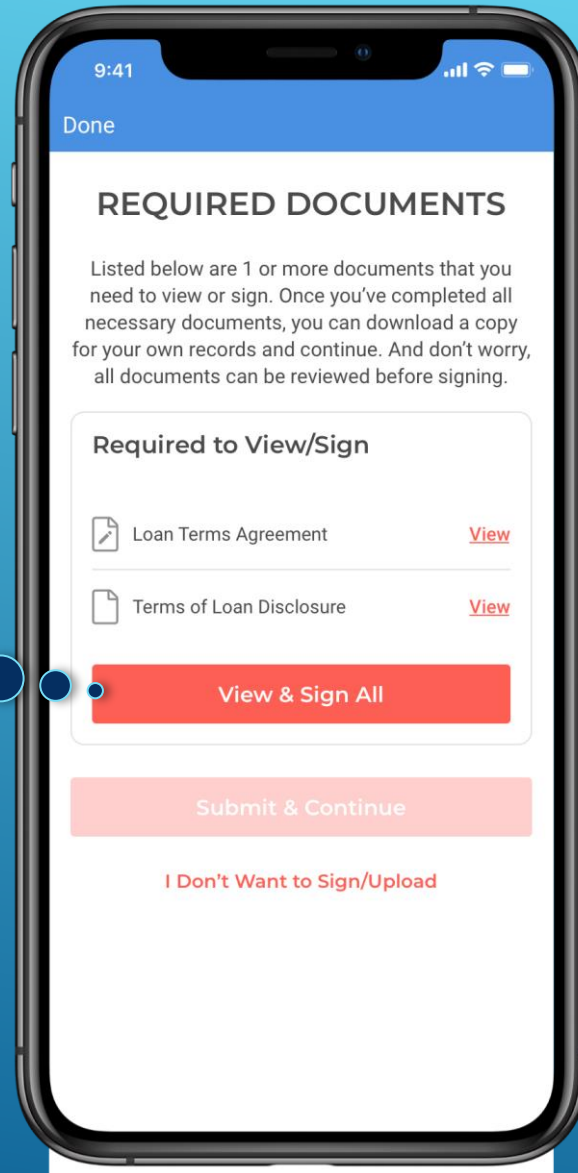 9:41
Done
REQUIRED DOCUMENTS
Listed below are 1 or more documents that you
need to view or sign. Once you’ve completed all
necessary documents, you can download a copy
for your own records and continue. And don’t worry,
all documents can be reviewed before signing.
Required to View/Sign
Loan Terms Agreement View
Terms of Loan Disclosure View
View & Sign All
Submit & Continue
I Don’t Want to Sign/Upload